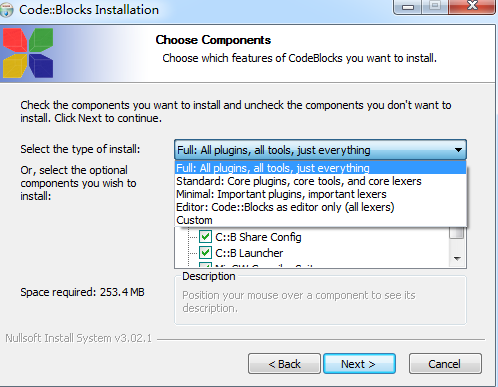 Code::Blocks Installation
Choose Components
Choose which features of CodeBlocks you want to install.
Check the components you want to install and uncheck the components you don't want to
install. Click Next to continue.
Select the type of install:
Full: All plugins, all tools, just everything
Or, select the optional
components you wish to
install:
Full: All plugins, all tools, just everything
Standard: Core plugins, core tools, and core lexers
Minimal: Important plugins, important lexers
Editor: Code::Blocks as editor only (all lexers)
Custom
C::B Share Config
C::B Launcher
Space required: 253.4 MB
Description
Position your mouse over a component to see its
description.
Nullsoft Install System v3.02.1
< Back
Next >
Cancel